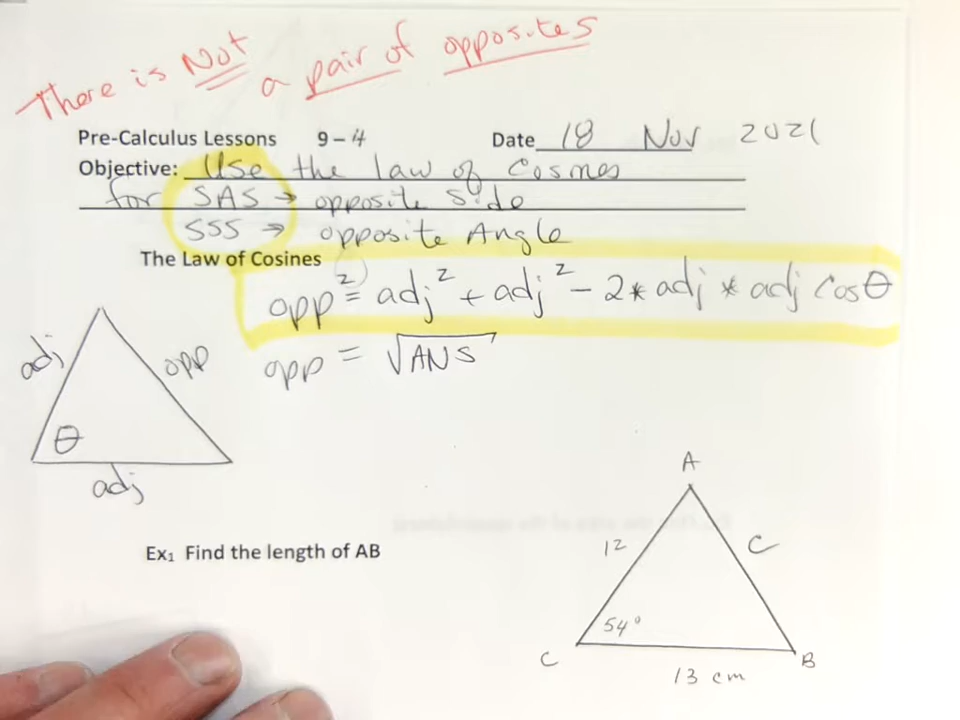 There is Not a pair of opposites
Pre-Calculus Lessons 9-4 Date 18 Nov 2021
Objective: Use the law of Cosines
for SAS → opposite side
SSS → opposite Angle
The Law of Cosines
opp² = adj² + adj² - 2 * adj * adj Cosθ
opp = √ANS
adj
opp
θ
adj
A
12
C
Ex₁ Find the length of AB
54°
C
B
13 cm